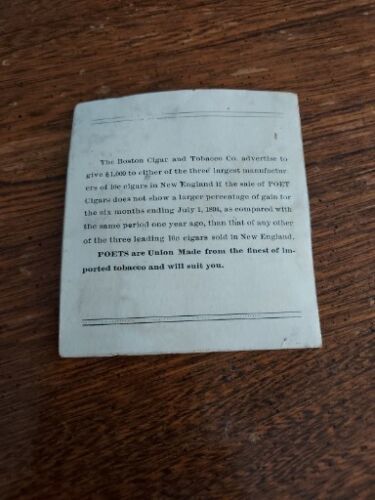 The Boston Cigar and Tobacco Co. advertise to
give $1,000 to either of the three largest manufactur-
ers of 10c cigars in New England if the sale of POET
Cigars does not show a larger percentage of gain for
the six months ending July 1, 1894, as compared with
the same period one year ago, than that of any other
of the three leading 10c cigars sold in New England.
POETS are Union Made from the finest of im-
ported tobacco and will suit you.